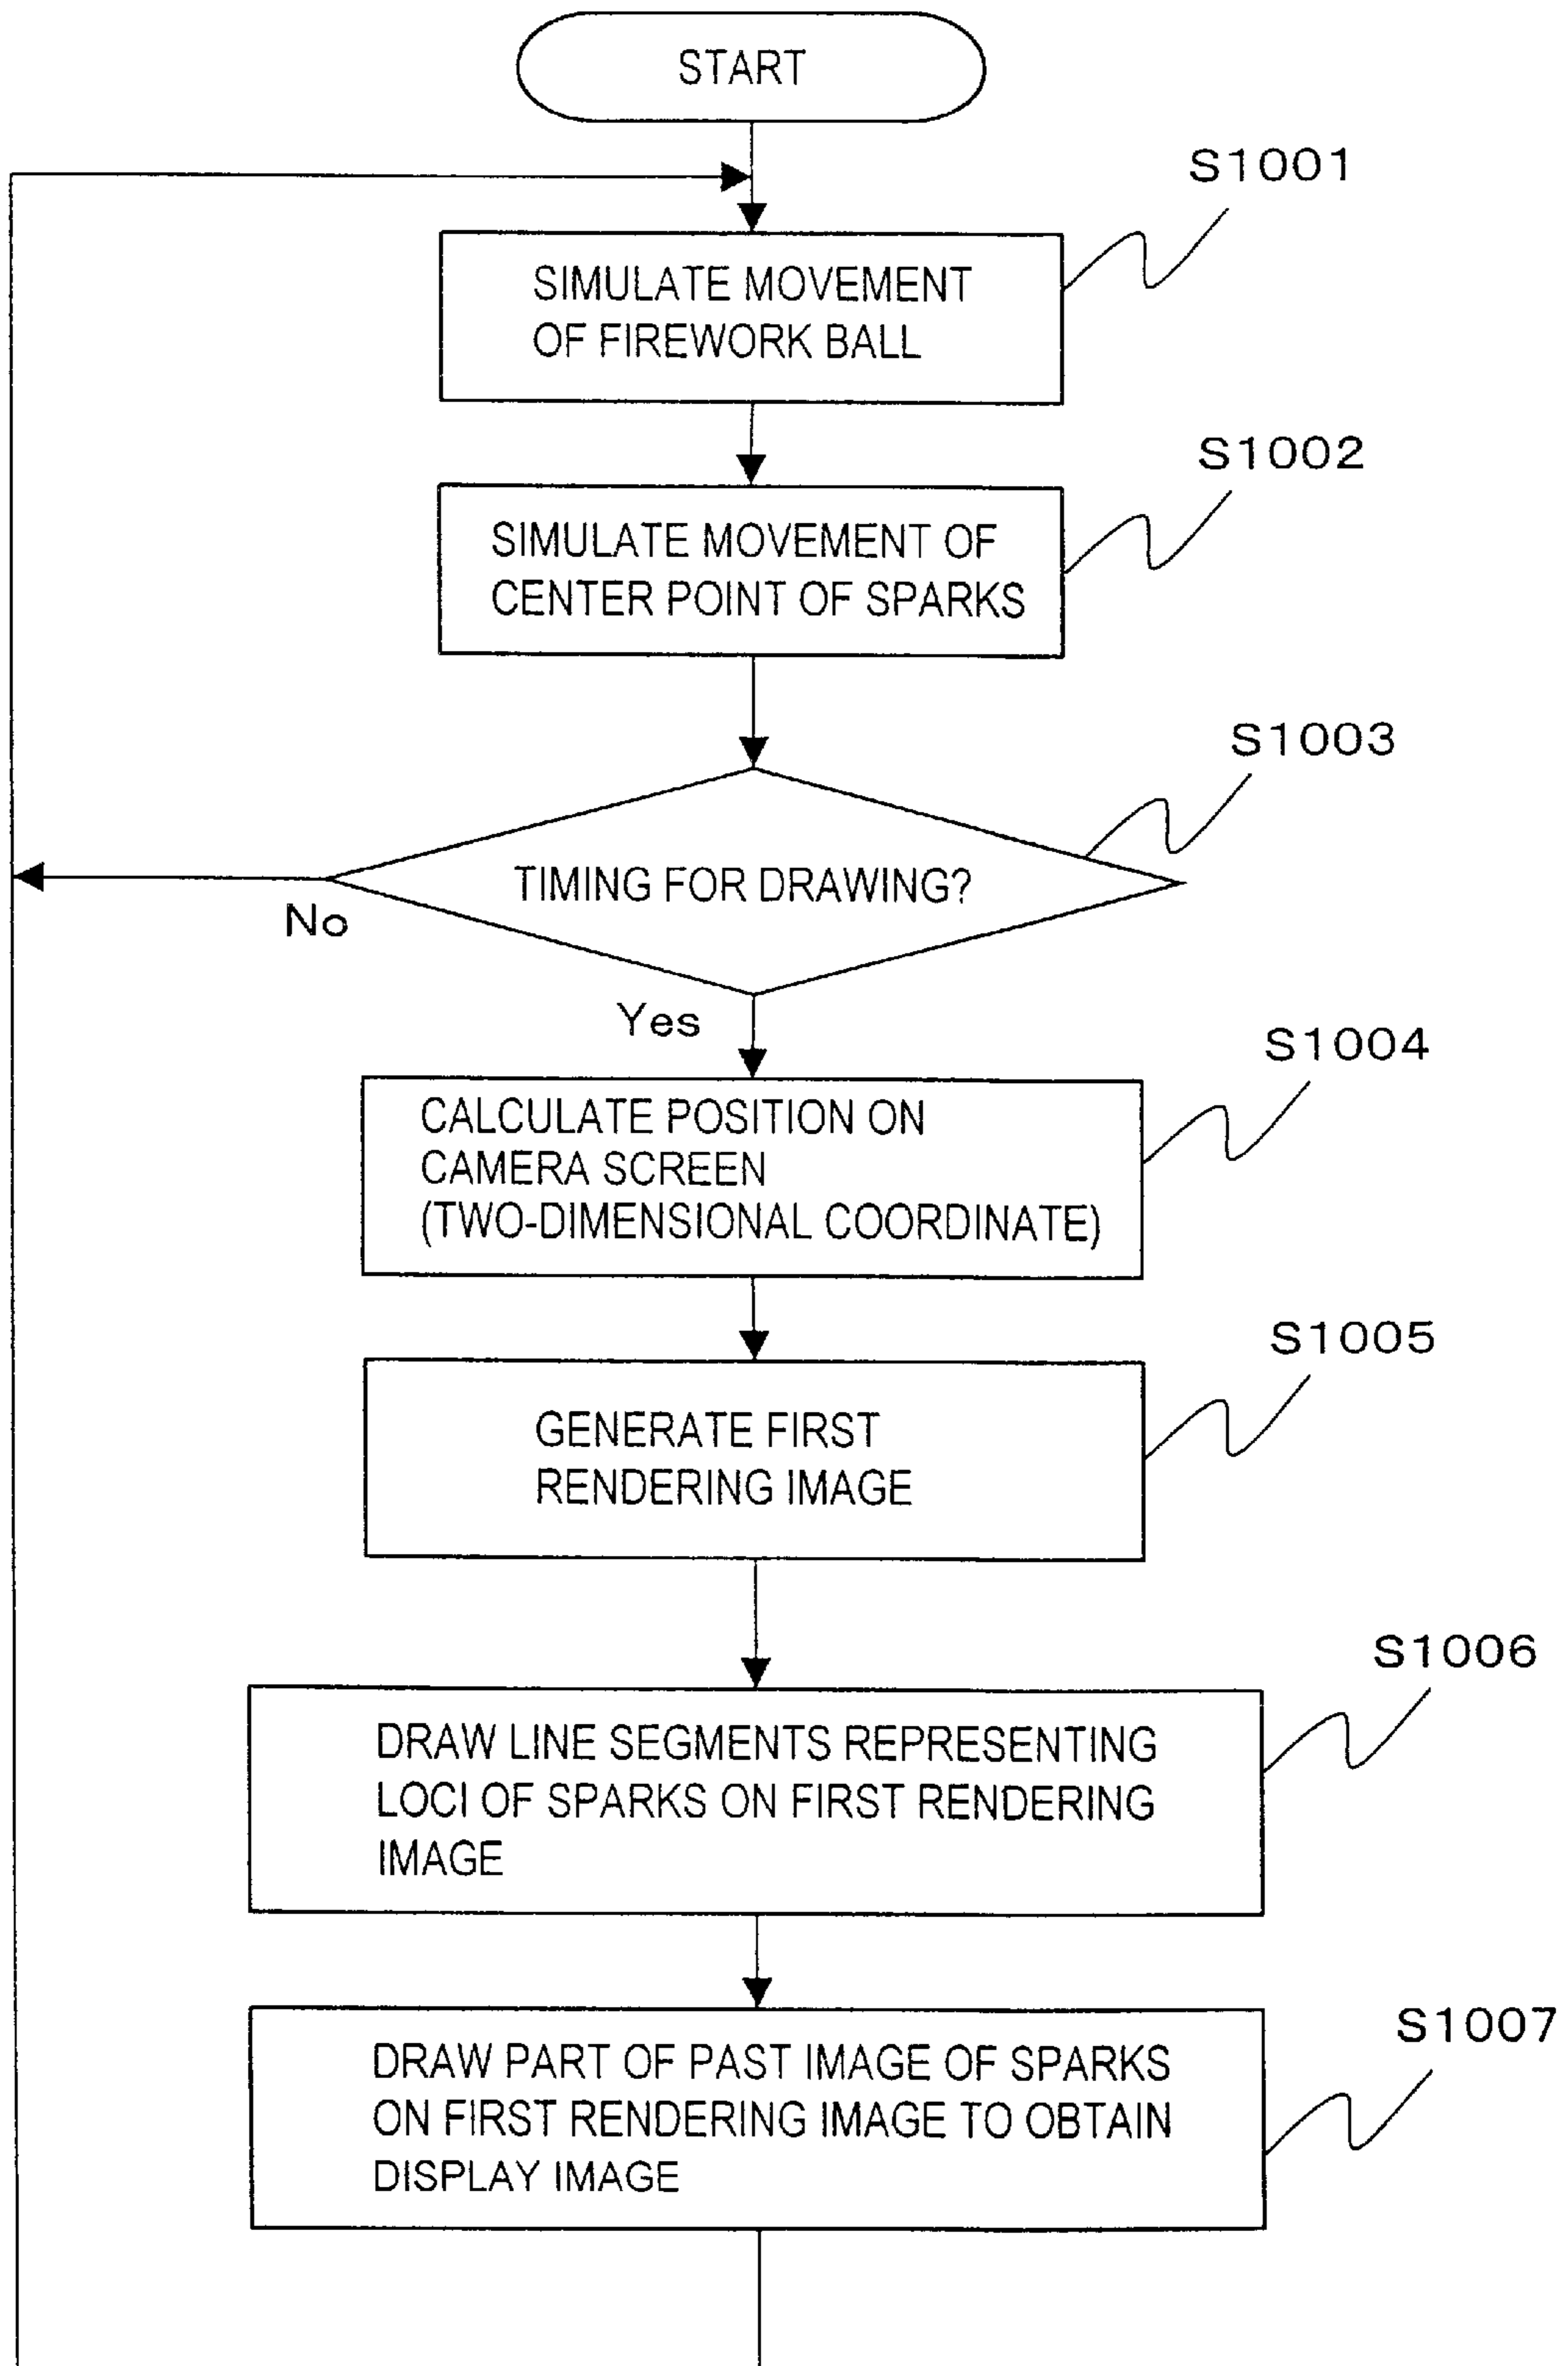 START
S1001
SIMULATE MOVEMENT
OF FIREWORK BALL
S1002
SIMULATE MOVEMENT OF
CENTER POINT OF SPARKS
S1003
TIMING FOR DRAWING?
No
Yes
S1004
CALCULATE POSITION ON
CAMERA SCREEN
(TWO-DIMENSIONAL COORDINATE)
S1005
GENERATE FIRST
RENDERING IMAGE
S1006
DRAW LINE SEGMENTS REPRESENTING
LOCI OF SPARKS ON FIRST RENDERING
IMAGE
S1007
DRAW PART OF PAST IMAGE OF SPARKS
ON FIRST RENDERING IMAGE TO OBTAIN
DISPLAY IMAGE